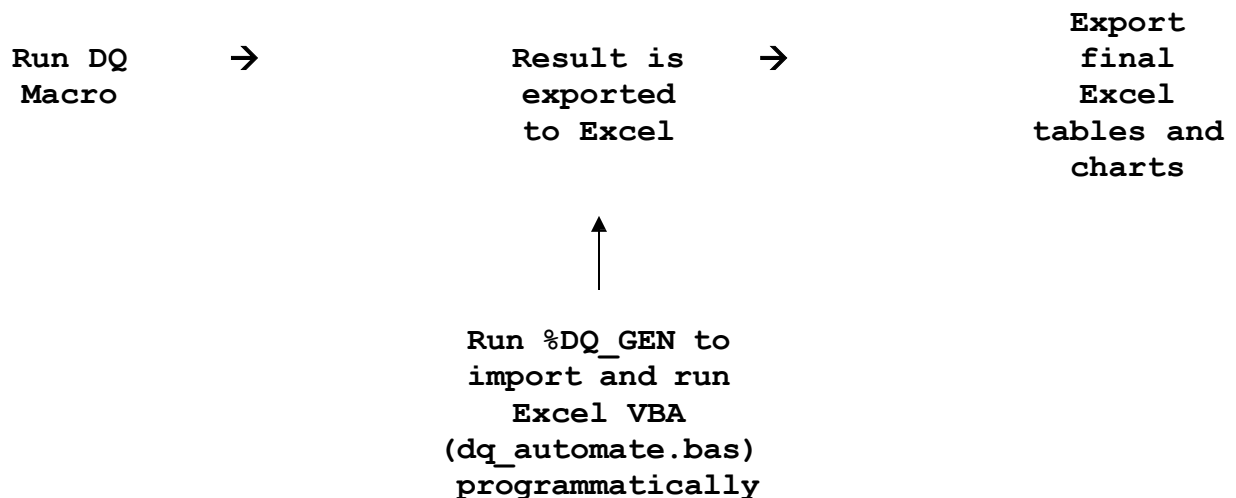 Run DQ
Macro
→
Result is
exported
to Excel
→
Export
final
Excel
tables and
charts
Run %DQ_GEN to
import and run
Excel VBA
(dq_automate.bas)
programmatically